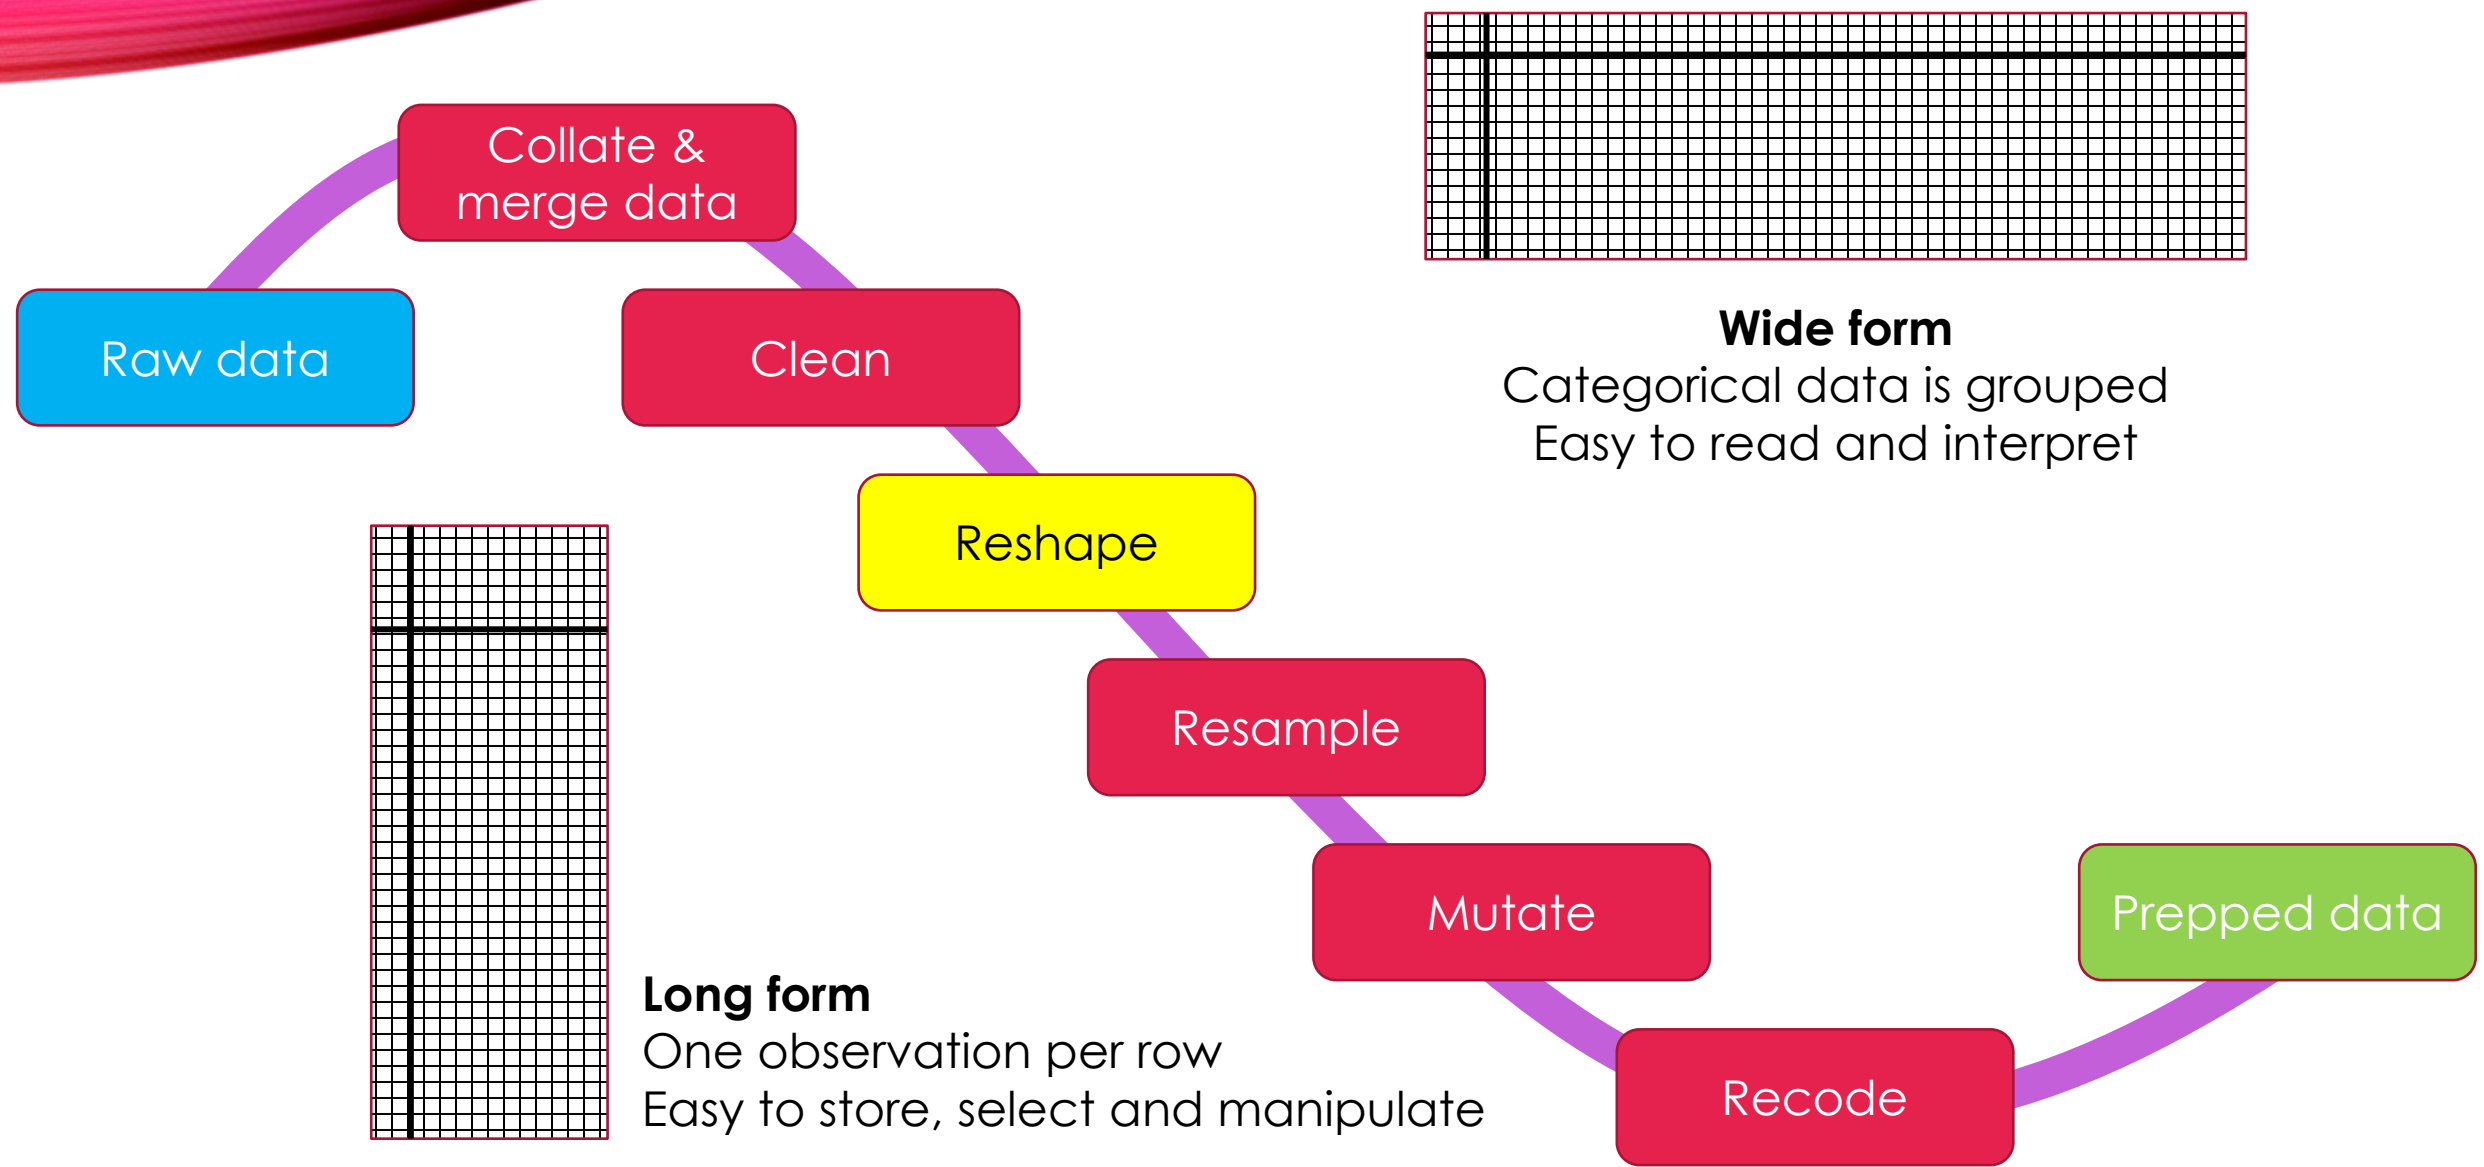 Collate &
merge data
Raw data
Clean
Wide form
Categorical data is grouped
Easy to read and interpret
Reshape
Resample
Mutate
Prepped data
Long form
One observation per row
Easy to store, select and manipulate
Recode